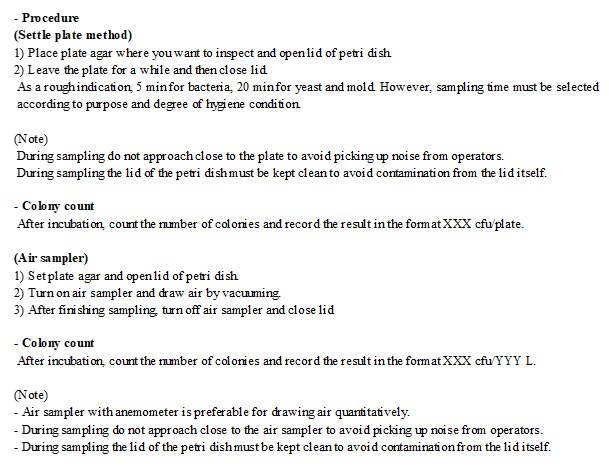 - Procedure
(Settle plate method)
1) Place plate agar where you want to inspect and open lid of petri dish.
2) Leave the plate for a while and then close lid.
As a rough indication, 5 min for bacteria, 20 min for yeast and mold. However, sampling time must be selected
according to purpose and degree of hygiene condition.
(Note)
During sampling do not approach close to the plate to avoid picking up noise from operators.
During sampling the lid of the petri dish must be kept clean to avoid contamination from the lid itself.
- Colony count
After incubation, count the number of colonies and record the result in the format XXX cfu/plate.
(Air sampler)
1) Set plate agar and open lid of petri dish.
2) Turn on air sampler and draw air by vacuuming.
3) After finishing sampling, turn off air sampler and close lid
- Colony count
After incubation, count the number of colonies and record the result in the format XXX cfu/YYY L.
(Note)
- Air sampler with anemometer is preferable for drawing air quantitatively.
- During sampling do not approach close to the air sampler to avoid picking up noise from operators.
- During sampling the lid of the petri dish must be kept clean to avoid contamination from the lid itself.